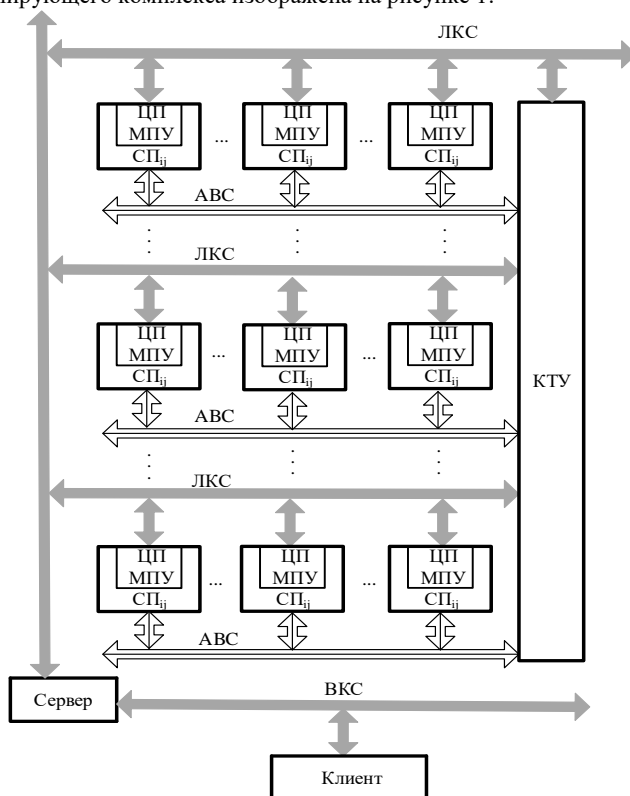 ирующего комплекса изображена на рисунке 1.
ЛКС
ЦП ЦП ЦП
МПУ ... МПУ ... МПУ
СПij СПij СПij
АВС
ЛКС
ЦП ЦП ЦП
МПУ ... МПУ ... МПУ
СПij СПij СПij
КТУ
АВС
ЛКС
ЦП ЦП ЦП
МПУ ... МПУ ... МПУ
СПij СПij СПij
АВС
Сервер
ВКС
Клиент